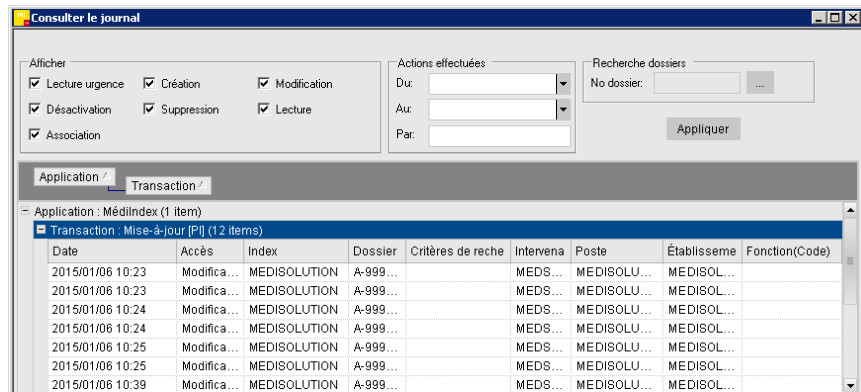 Consulter le journal
Afficher
Lecture urgence Création Modification
Désactivation Suppression Lecture
Association
Actions effectuées
Du:
Au:
Par:
Recherche dossiers
No dossier: ...
Appliquer
Application
Transaction
Application : MédiIndex (1 item)
Transaction : Mise-à-jour [PI] (12 items)
Date Accès Index Dossier Critères de reche Intervena Poste Établisseme Fonction(Code)
2015/01/06 10:23 Modifica... MEDISOLUTION A-999... MEDS... MEDISOLU... MEDISOL...
2015/01/06 10:23 Modifica... MEDISOLUTION A-999... MEDS... MEDISOLU... MEDISOL...
2015/01/06 10:24 Modifica... MEDISOLUTION A-999... MEDS... MEDISOLU... MEDISOL...
2015/01/06 10:24 Modifica... MEDISOLUTION A-999... MEDS... MEDISOLU... MEDISOL...
2015/01/06 10:25 Modifica... MEDISOLUTION A-999... MEDS... MEDISOLU... MEDISOL...
2015/01/06 10:25 Modifica... MEDISOLUTION A-999... MEDS... MEDISOLU... MEDISOL...
2015/01/06 10:39 Modifica... MEDISOLUTION A-999... MEDS... MEDISOLU... MEDISOL...